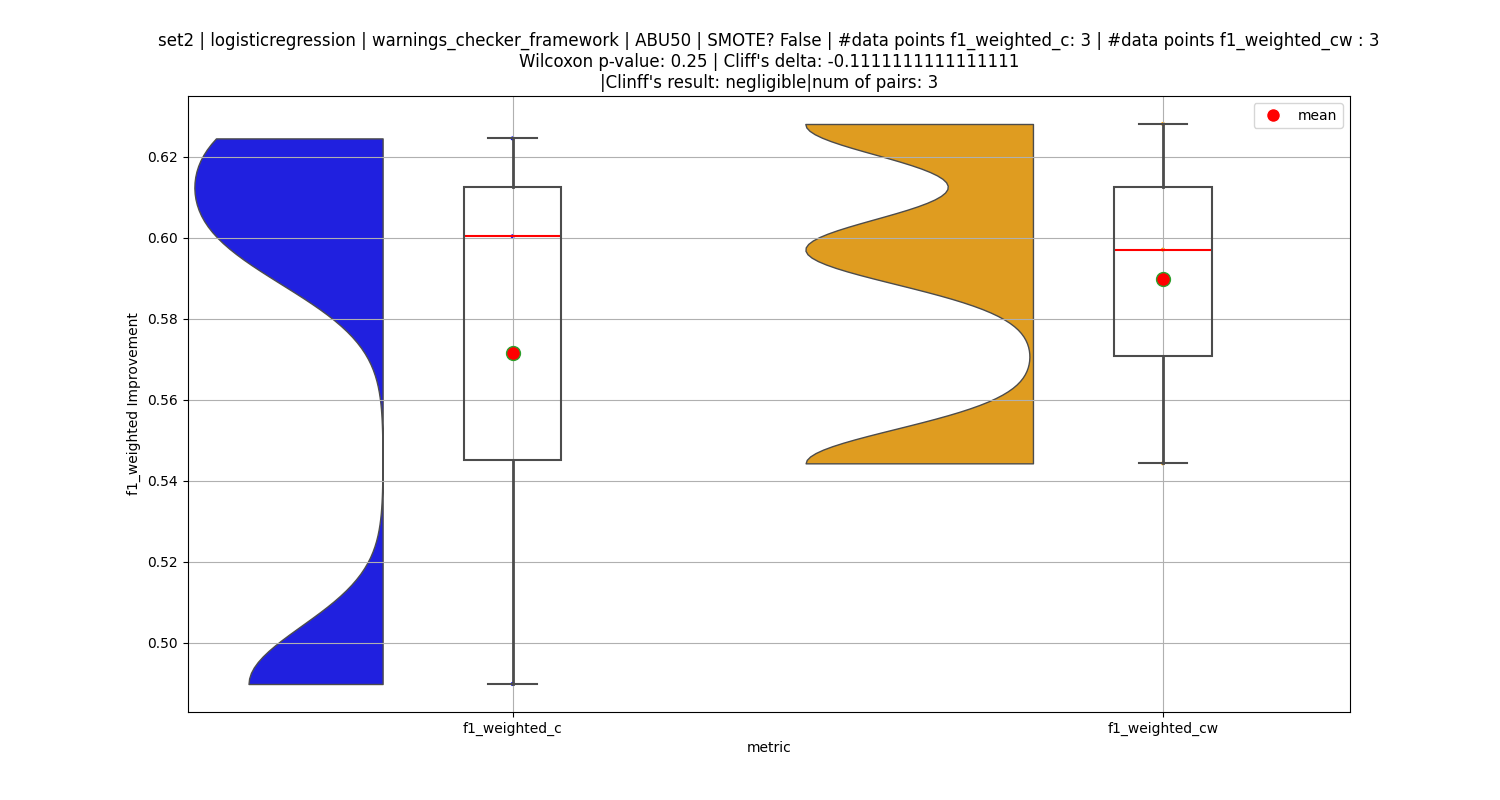 set2 | logisticregression | warnings_checker_framework | ABU50 | SMOTE? False | #data points f1_weighted_c: 3 | #data points f1_weighted_cw : 3
Wilcoxon p-value: 0.25 | Cliff's delta: -0.1111111111111111
|Clinff's result: negligible|num of pairs: 3
mean
0.62
0.60
0.58
0.56
0.54
0.52
0.50
f1_weighted Improvement
f1_weighted_c
f1_weighted_cw
metric